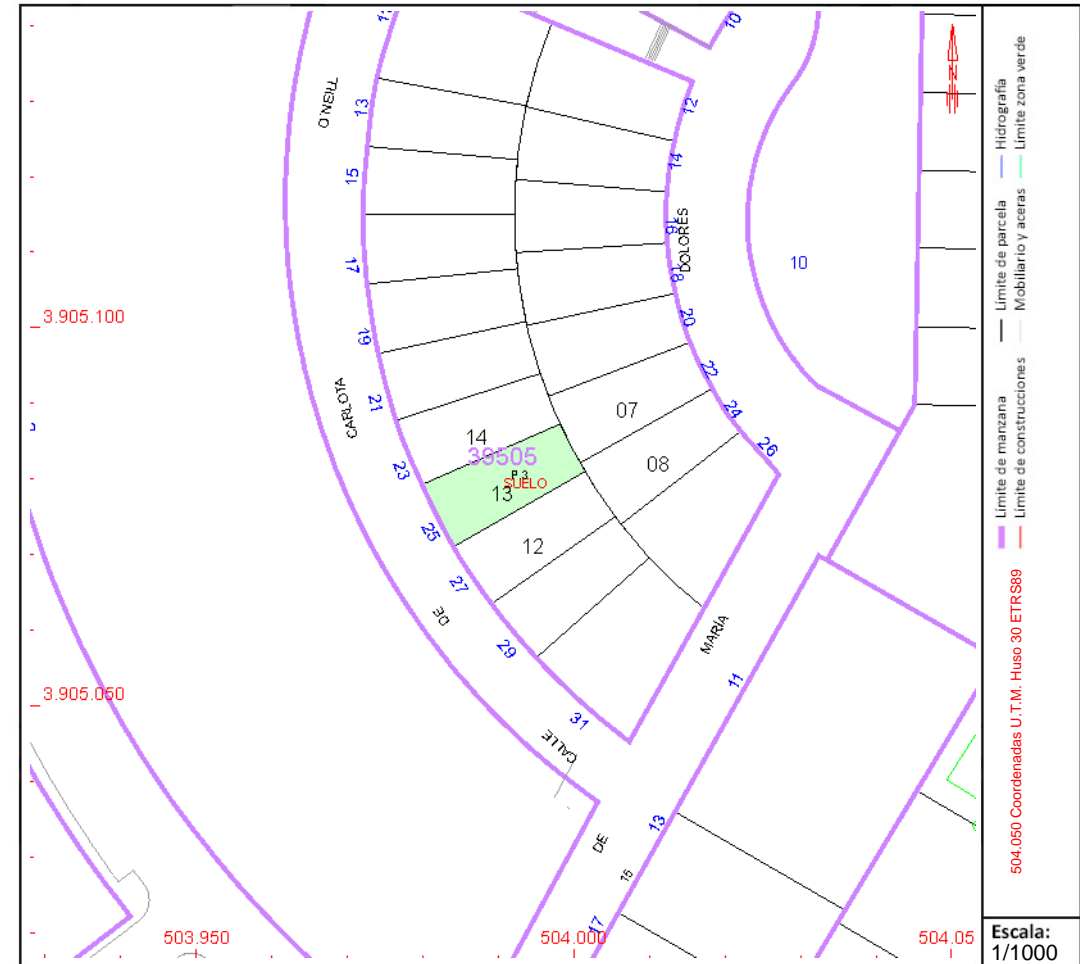 10
12
14
16
18
DOLORES
20
22
24
26
10
O'NEILL
13
15
17
19
21
23
25
27
29
31
CARLOTA
DE
CALLE
3.905.100
3.905.050
07
08
14
39505
P.3
SUELO
13
12
MARÍA
11
13
DE
15
17
503.950
504.000
504.05
N
Límite de manzana
Límite de parcela
Hidrografía
Límite de construcciones
Mobiliario y aceras
Límite zona verde
504.050 Coordenadas U.T.M. Huso 30 ETRS89
Escala:
1/1000